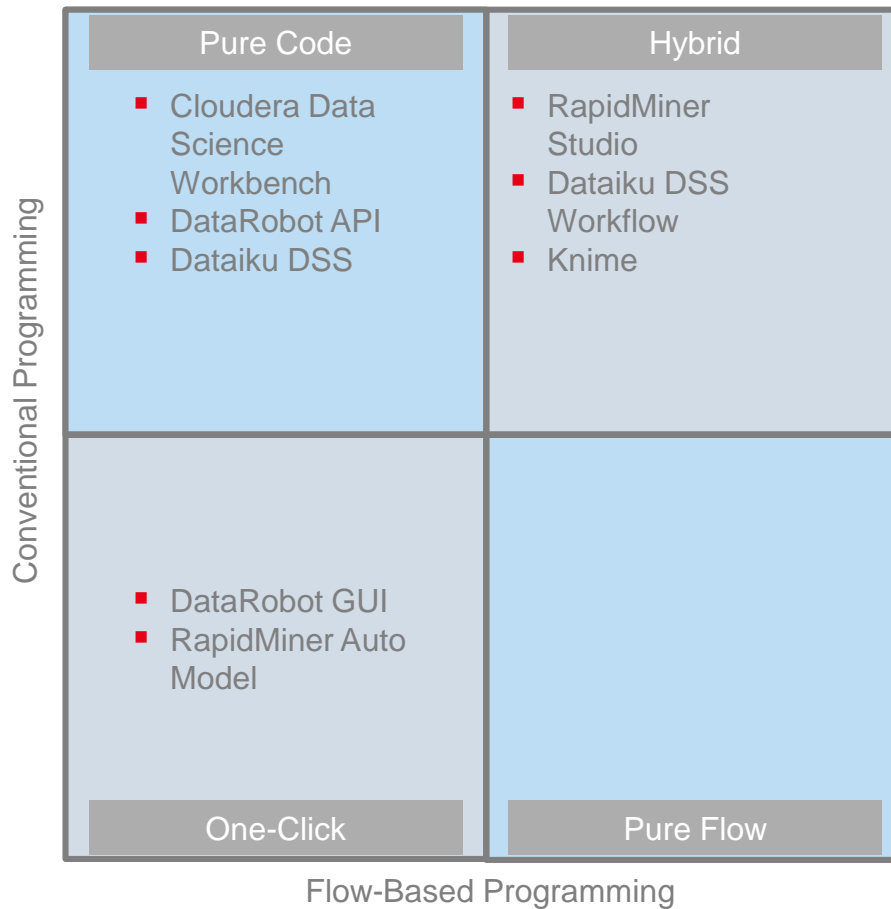 Pure Code
Cloudera Data
Science
Workbench
DataRobot API
Dataiku DSS
Hybrid
RapidMiner
Studio
Dataiku DSS
Workflow
Knime
Conventional Programming
DataRobot GUI
RapidMiner Auto
Model
One-Click
Pure Flow
Flow-Based Programming